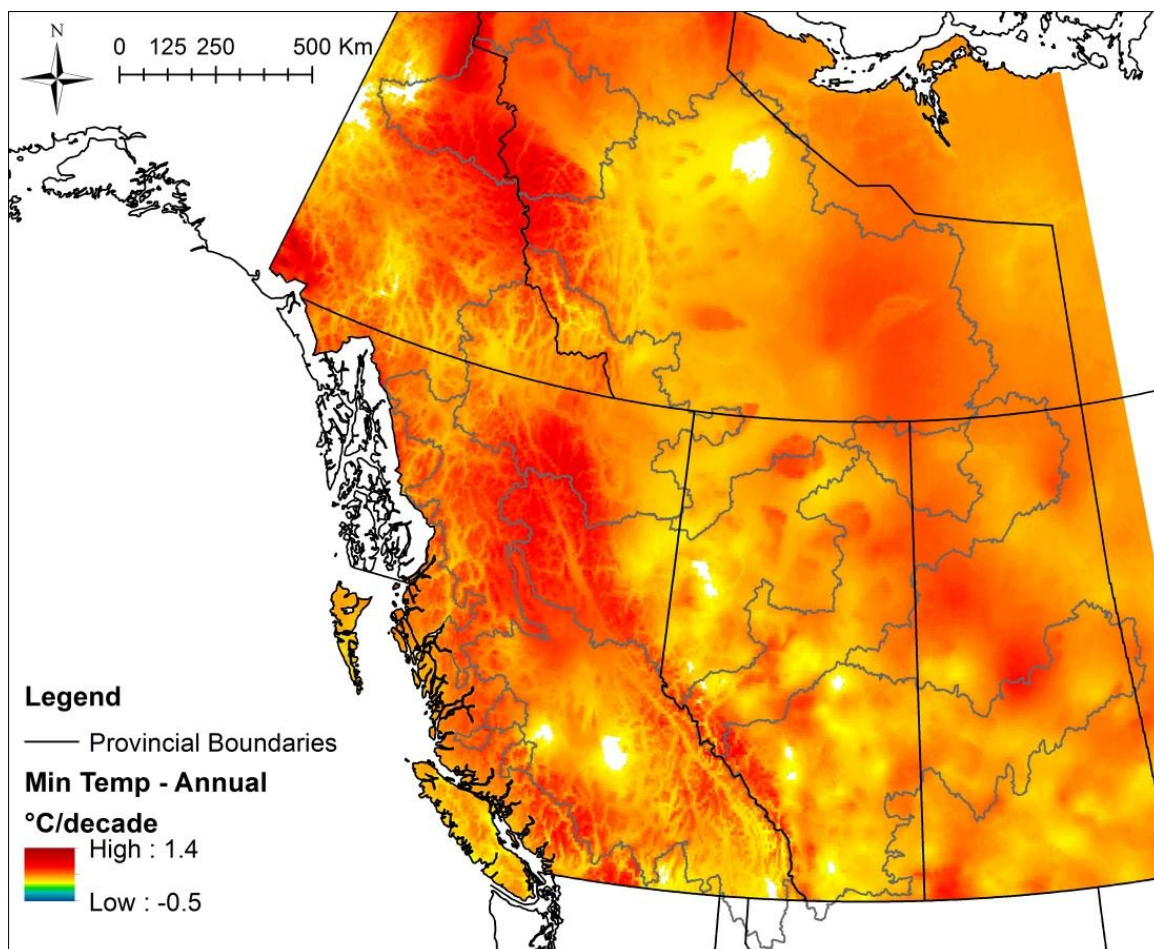 N
0 125 250 500 Km
Legend
Provincial Boundaries
Min Temp - Annual
°C/decade
High : 1.4
Low : -0.5